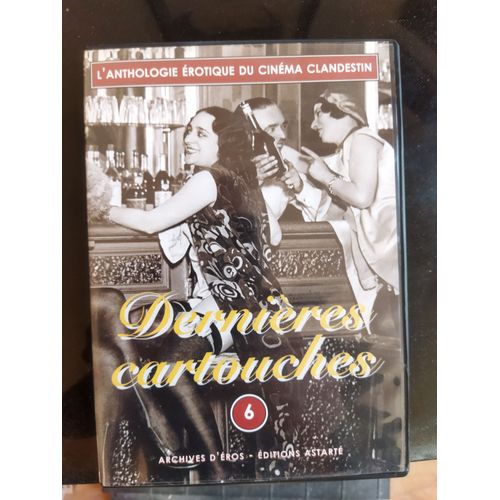 L'ANTHOLOGIE ÉROTIQUE DU CINÉMA CLANDESTIN
Dernières
cartouches
6
ARCHIVES D'ÉROS - ÉDITIONS ASTARTÉ